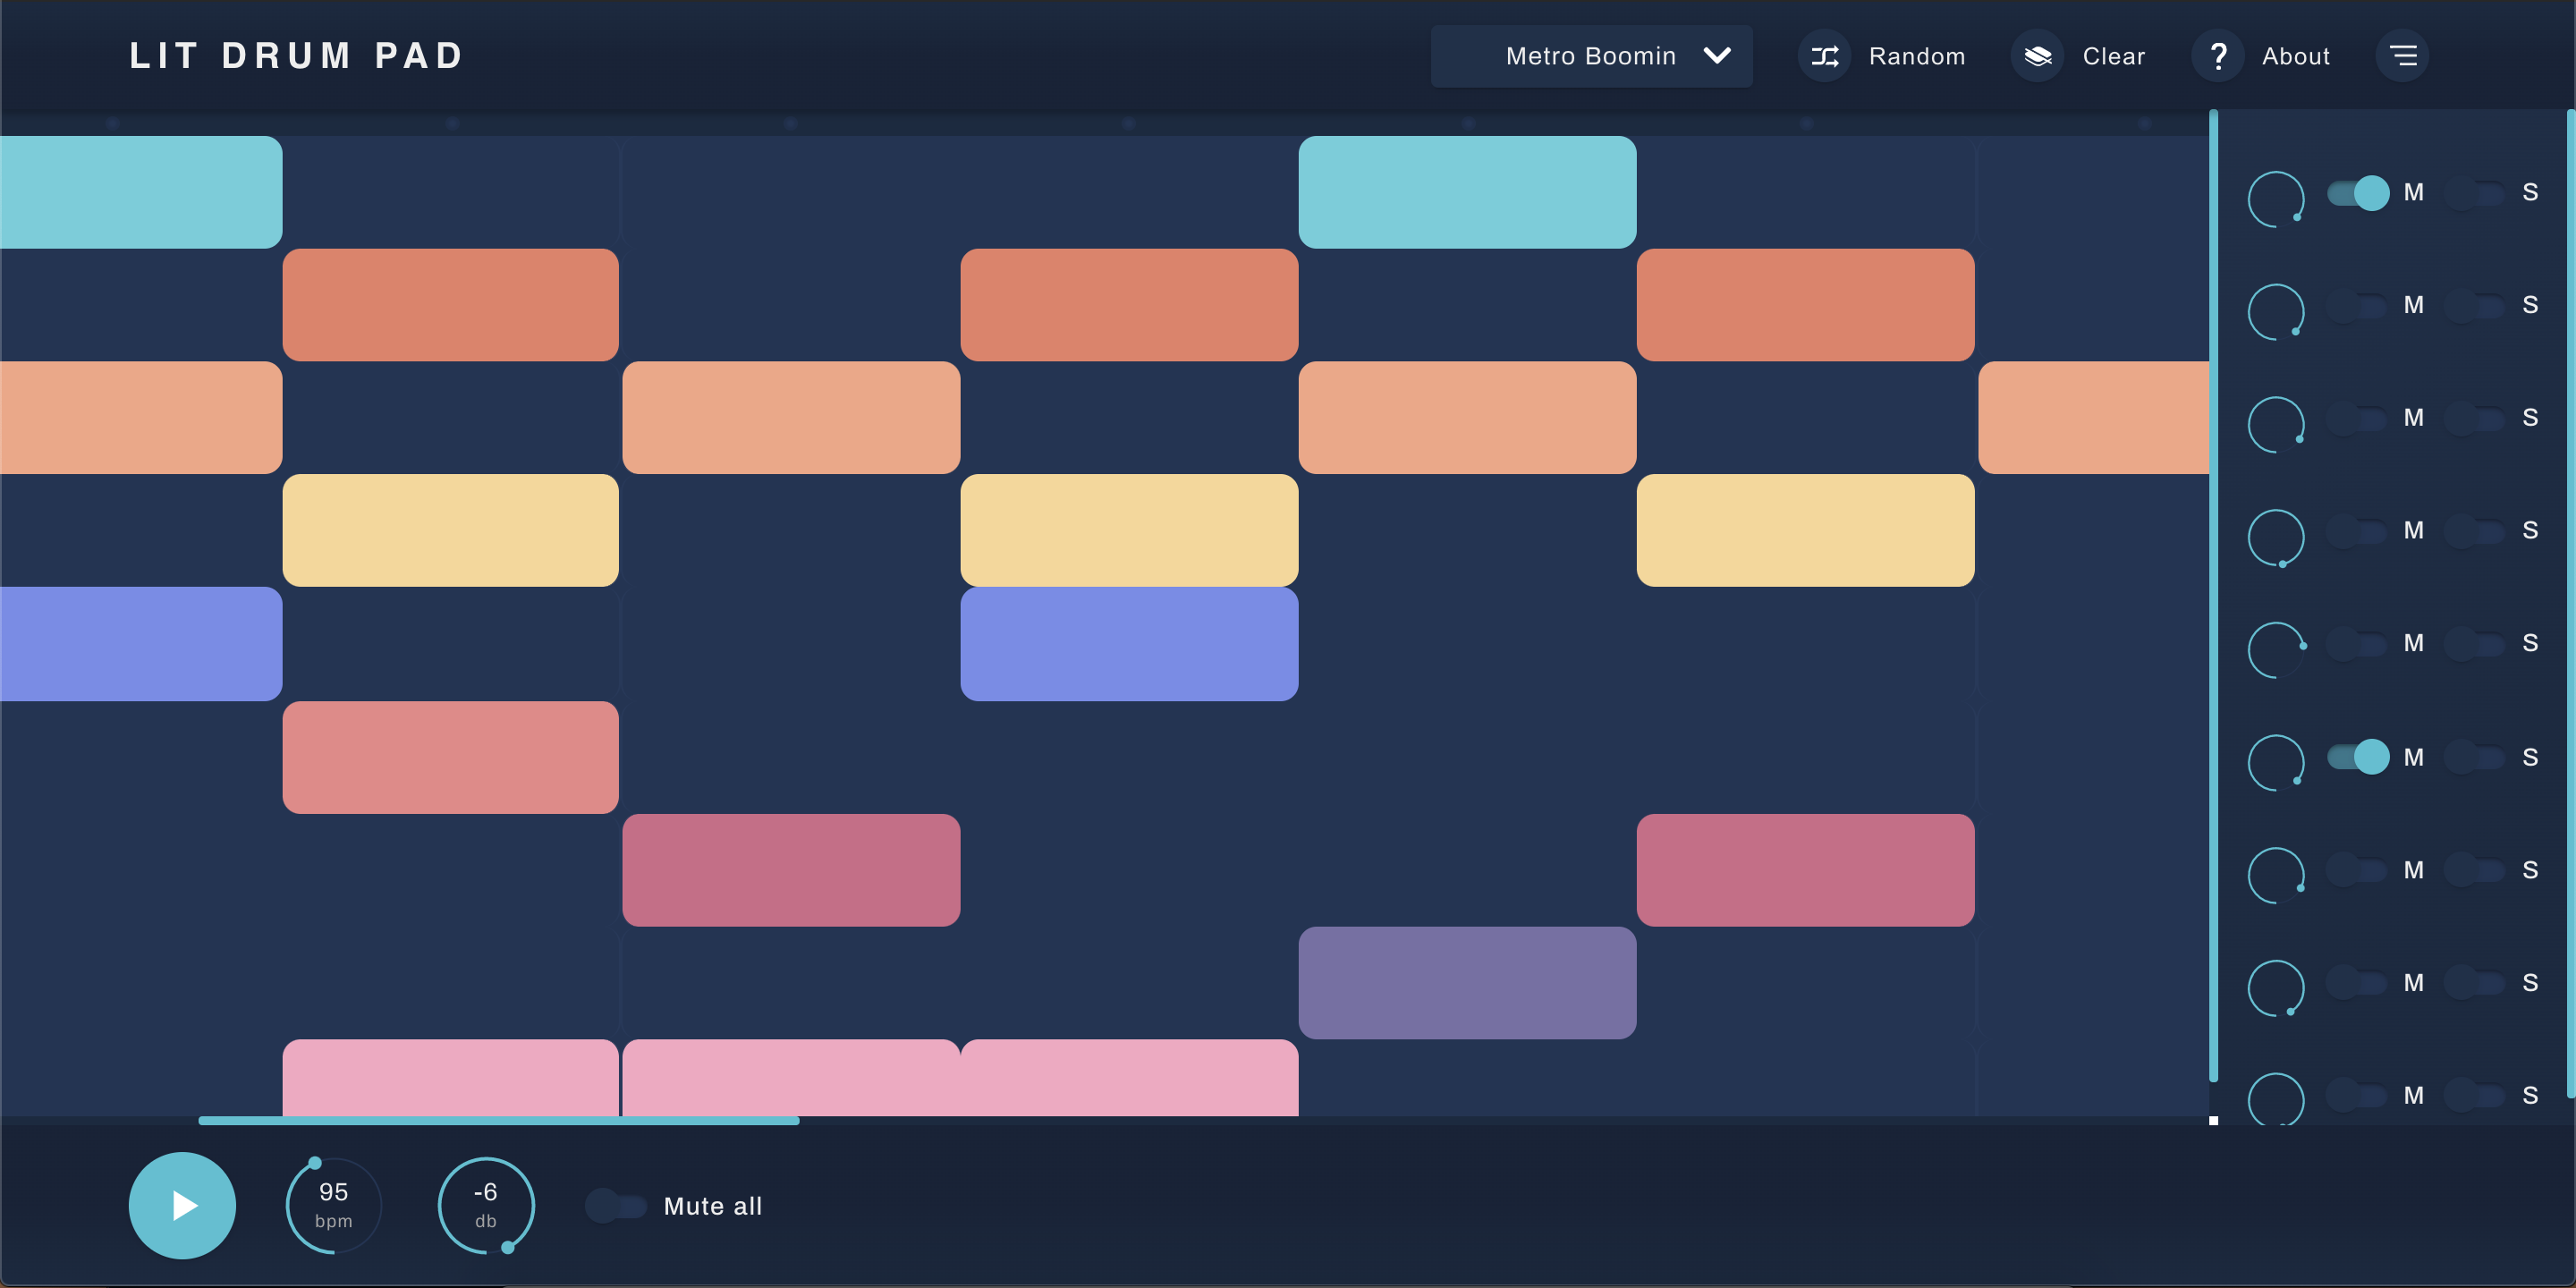 LIT DRUM PAD
Metro Boomin
Random
Clear
? About
M S
M S
M S
M S
M S
M S
M S
M S
M S
95
bpm
-6
db
Mute all